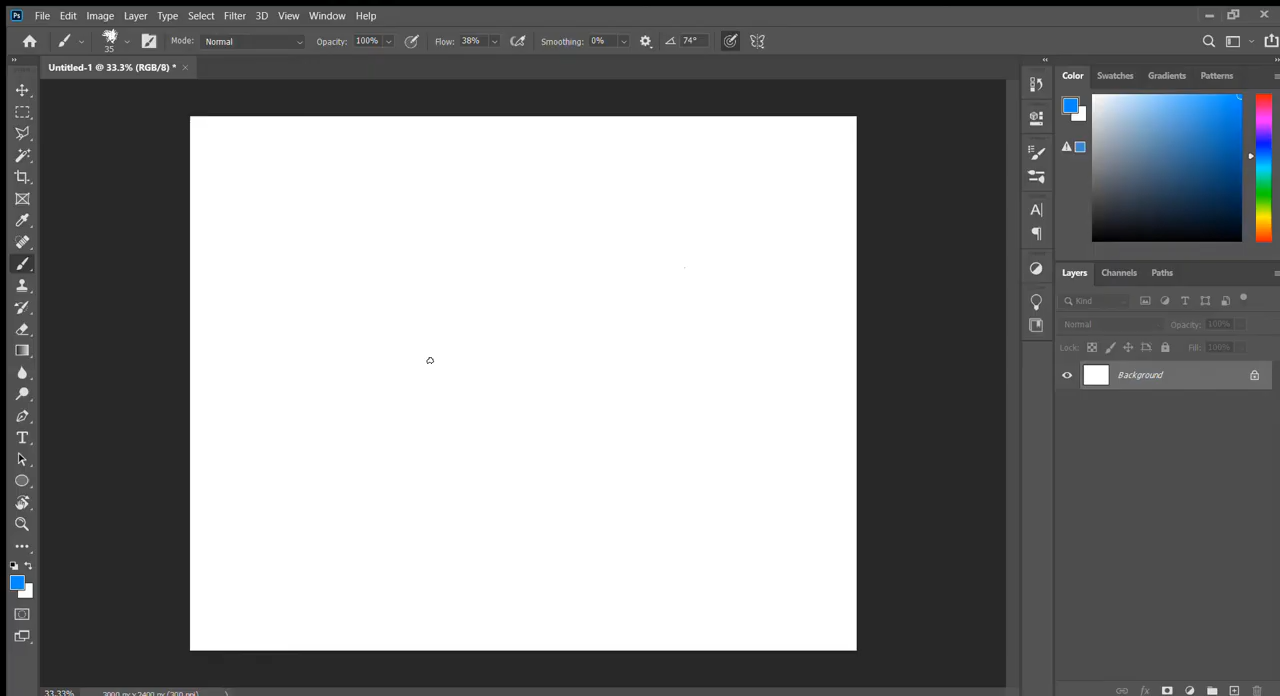 Ps File Edit Image Layer Type Select Filter 3D View Window Help
35 Mode: Normal Opacity: 100% Flow: 38% Smoothing: 0% 74°
Untitled-1 @ 33.3% (RGB/8) * ×
Color Swatches Gradients Patterns
Layers Channels Paths
Kind
Normal Opacity: 100%
Lock: Fill: 100%
Background
33.33% 3000 px x 2400 px (300 ppi)